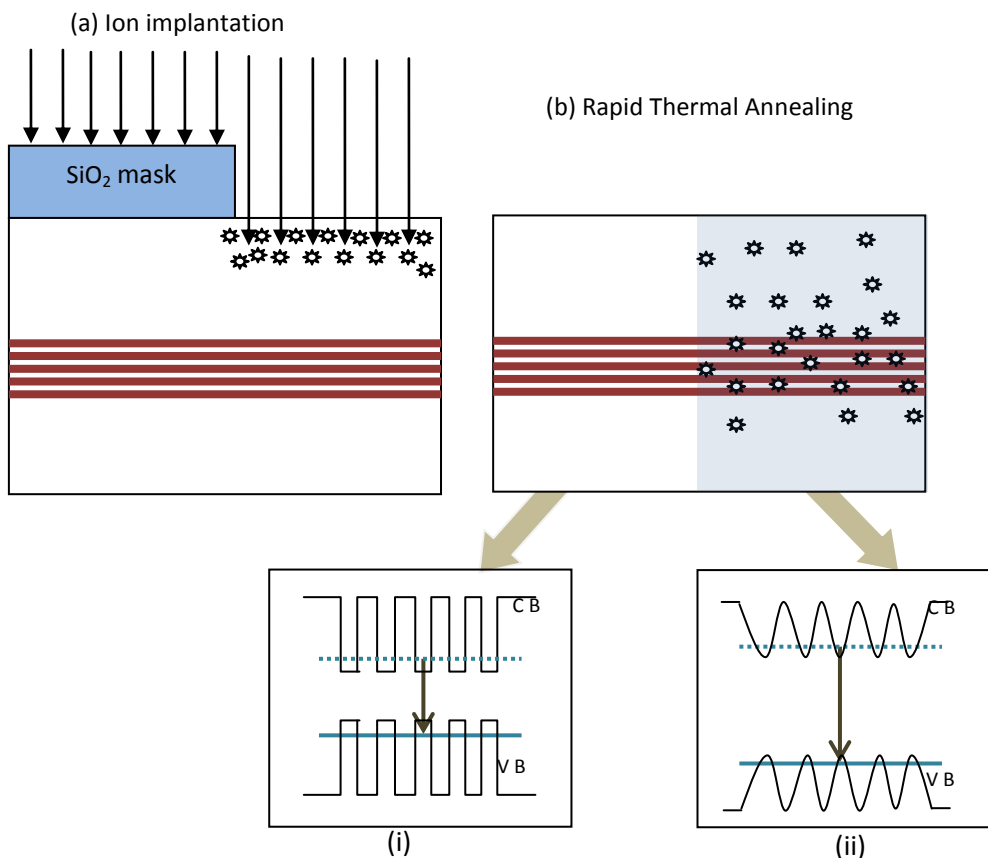 (a) Ion implantation
(b) Rapid Thermal Annealing
SiO₂ mask
C B
V B
(i)
C B
V B
(ii)